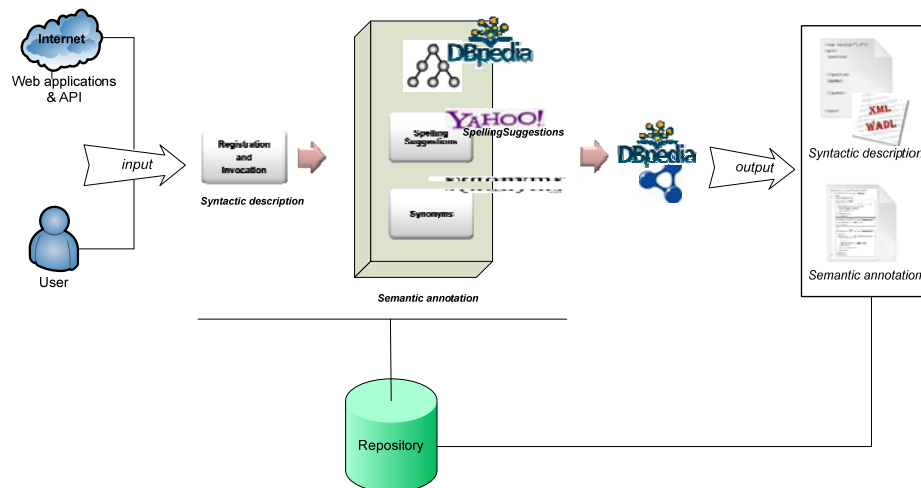 Internet
Web applications
& API
input
User
Registration
and
Invocation
Syntactic description
DBpedia
YAHOO!
SpellingSuggestions
Spelling
Suggestions
Synonyms
Semantic annotation
DBpedia
output
XML
WADL
Syntactic description
Semantic annotation
Repository